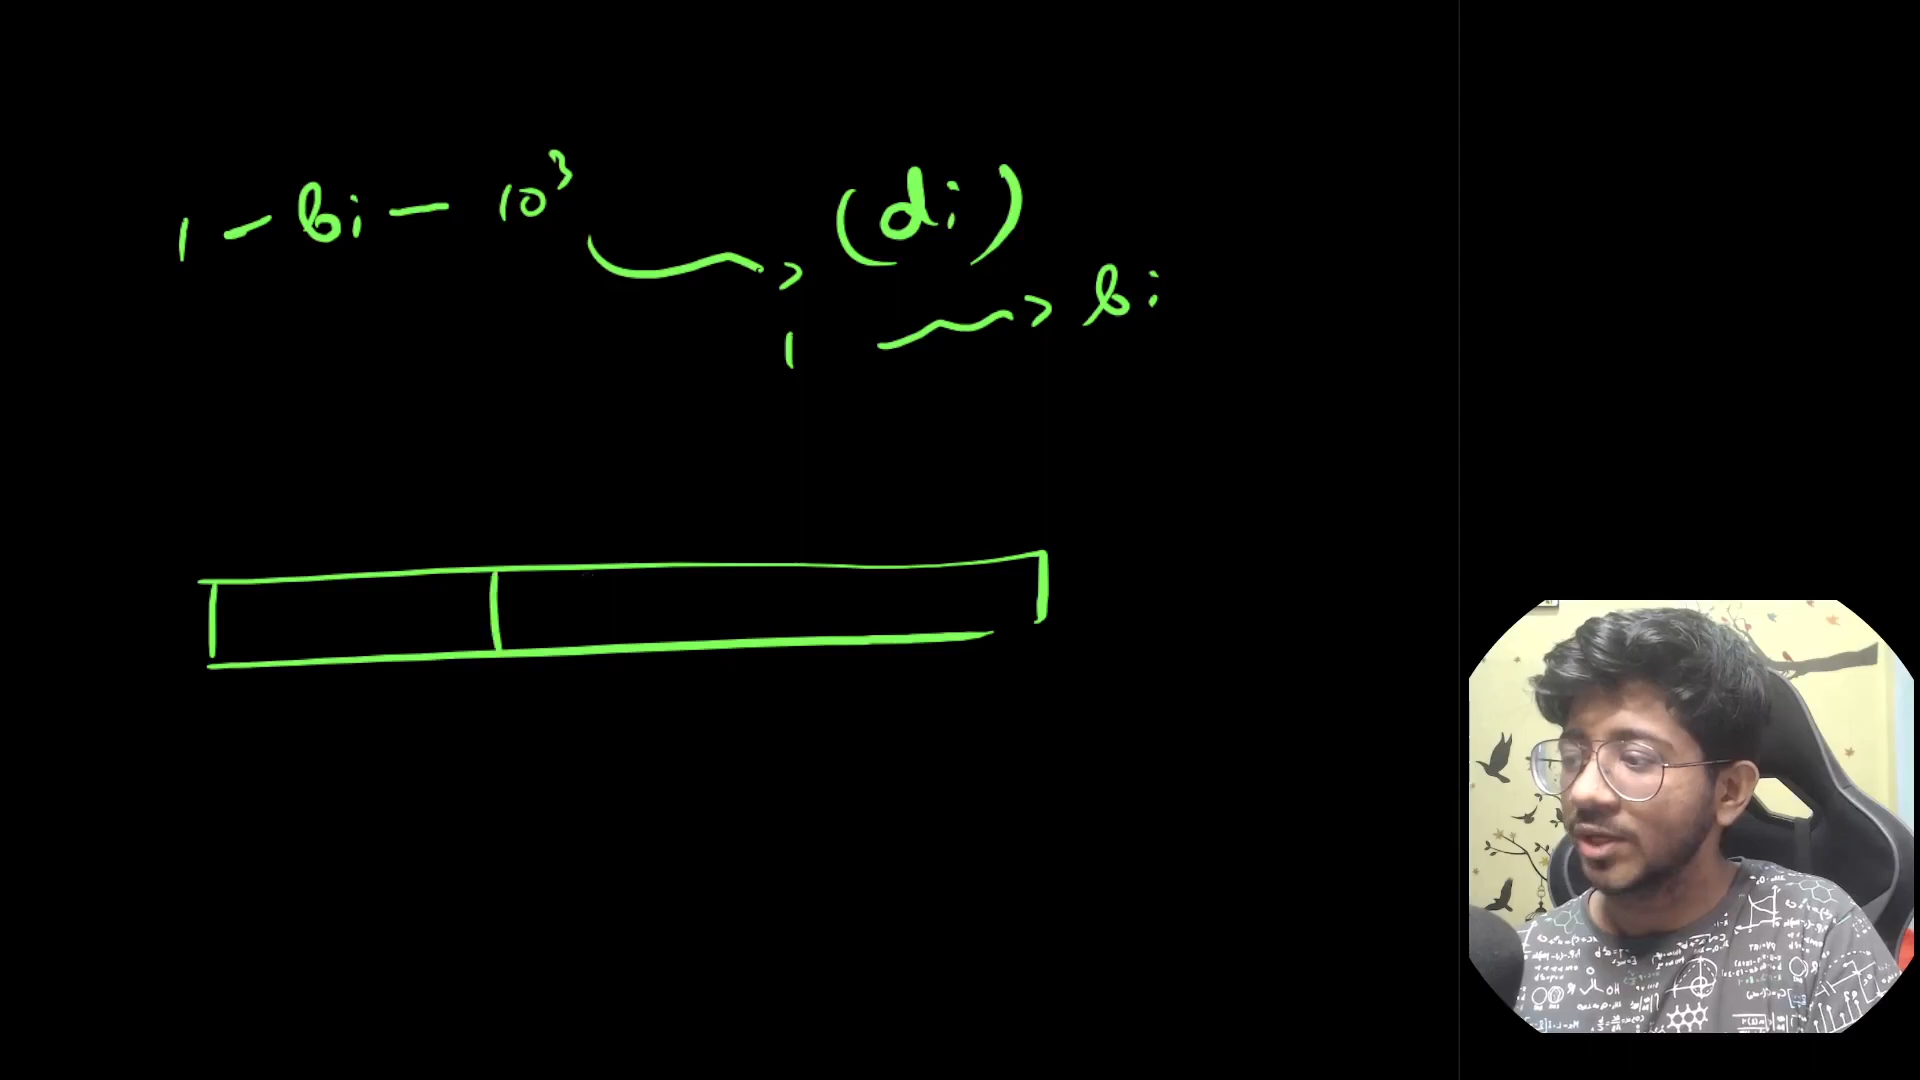 1 - bi - 10³
(di)
1 bi